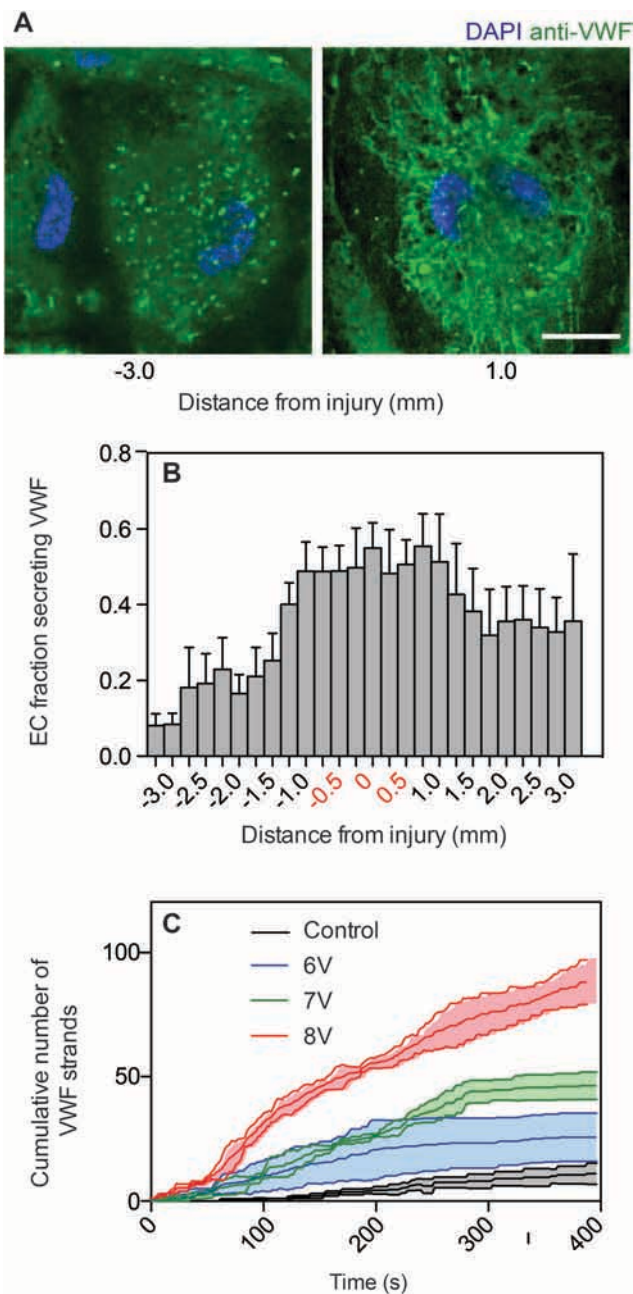 A
DAPI anti-VWF
-3.0
1.0
Distance from injury (mm)
B
EC fraction secreting VWF
0.8
0.6
0.4
0.2
0.0
-3.0
-2.5
-2.0
-1.5
-1.0
-0.5
0
0.5
1.0
1.5
2.0
2.5
3.0
Distance from injury (mm)
C
Control
6V
7V
8V
Cumulative number of
VWF strands
100
50
0
0
100
200
300
400
Time (s)